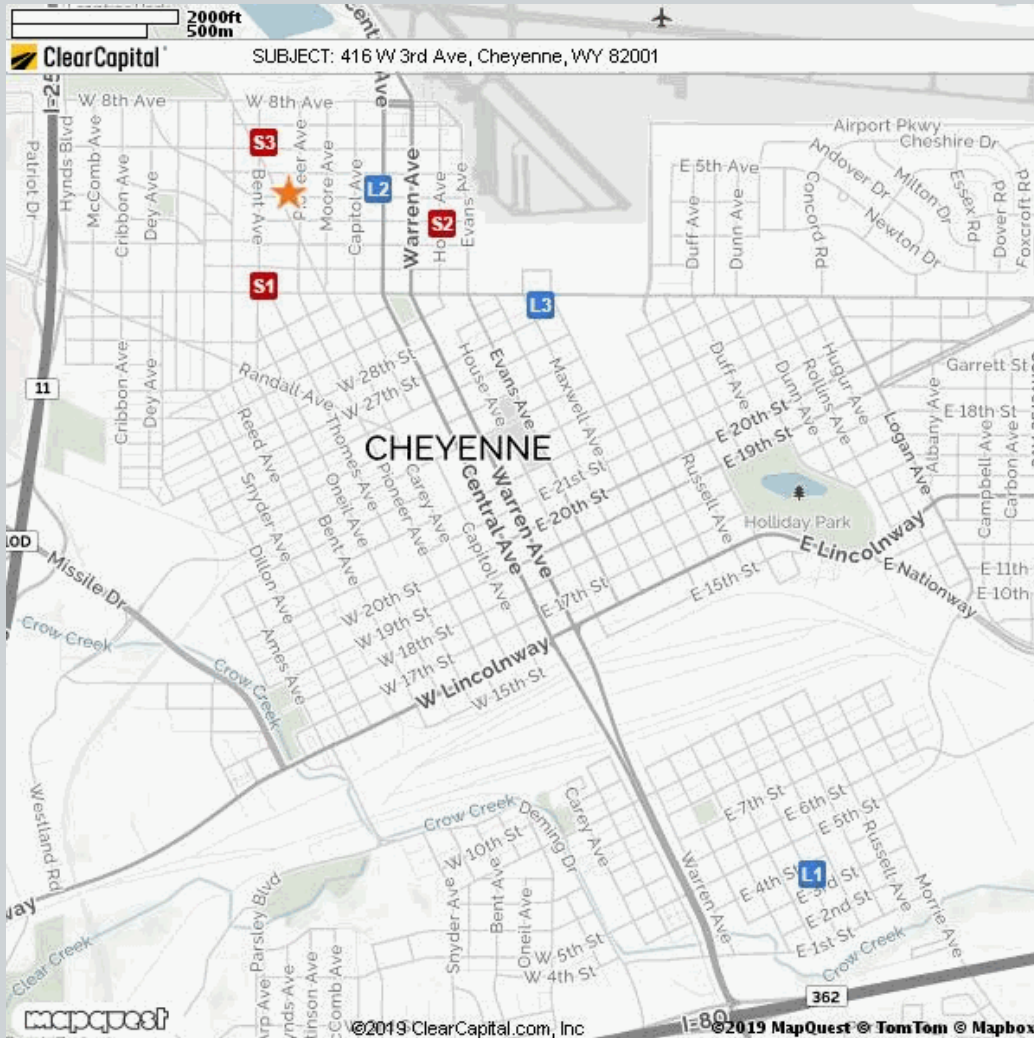 2000ft
500m
ClearCapital
SUBJECT: 416 W 3rd Ave, Cheyenne, WY 82001
I-25
W 8th Ave
W 8th Ave
Ave
Airport Pkwy
Cheshire Dr
Patriot Dr
Hynds Blvd
McComb Ave
Cribbon Ave
Dey Ave
S3
Bent Ave
Moore Ave
Capitol Ave
L2
Warren Ave
S2
Evans Ave
E 5th Ave
Duff Ave
Dunn Ave
Concord Rd
Andover Dr
Milton Dr
Newton Dr
Essex Rd
Dover Rd
Foxcroft Rd
S1
L3
11
Cribbon Ave
Dey Ave
Randall Ave
W 28th St
W 27th St
House Ave
Evans Ave
Maxwell Ave
Duff Ave
Dunn Ave
Rollins Ave
Hugur Ave
Garrett St
Logan Ave
Albany Ave
E 18th St
Campbell Ave
Carbon Ave
CHEYENNE
Reed Ave
Snyder Ave
Dillon Ave
Ames Ave
Thomes Ave
Oneil Ave
Bent Ave
Pioneer Ave
Carey Ave
Central Ave
Warren Ave
Capitol Ave
E 21st St
E 20th St
E 20th St
E 19th St
Russell Ave
Holliday Park
E Lincolnway
E Nationway
E 11th
E 10th
Missile Dr
Crow Creek
Crow Creek
W 20th St
W 19th St
W 18th St
W 17th St
W Lincolnway
W 15th St
E 17th St
E 15th St
Westland Rd
way
Clear Creek
Parsley Blvd
Crow Creek
Deming Dr
Carey Ave
W 10th St
Snyder Ave
Bent Ave
Oneil Ave
W 5th St
W 4th St
Warren Ave
E 7th St
E 6th St
E 5th St
E 4th St
L1
E 3rd St
E 2nd St
E 1st St
Russell Ave
Morrie Ave
Crow Creek
362
I-80
mapquest
©2019 ClearCapital.com, Inc
©2019 MapQuest © TomTom © Mapbox